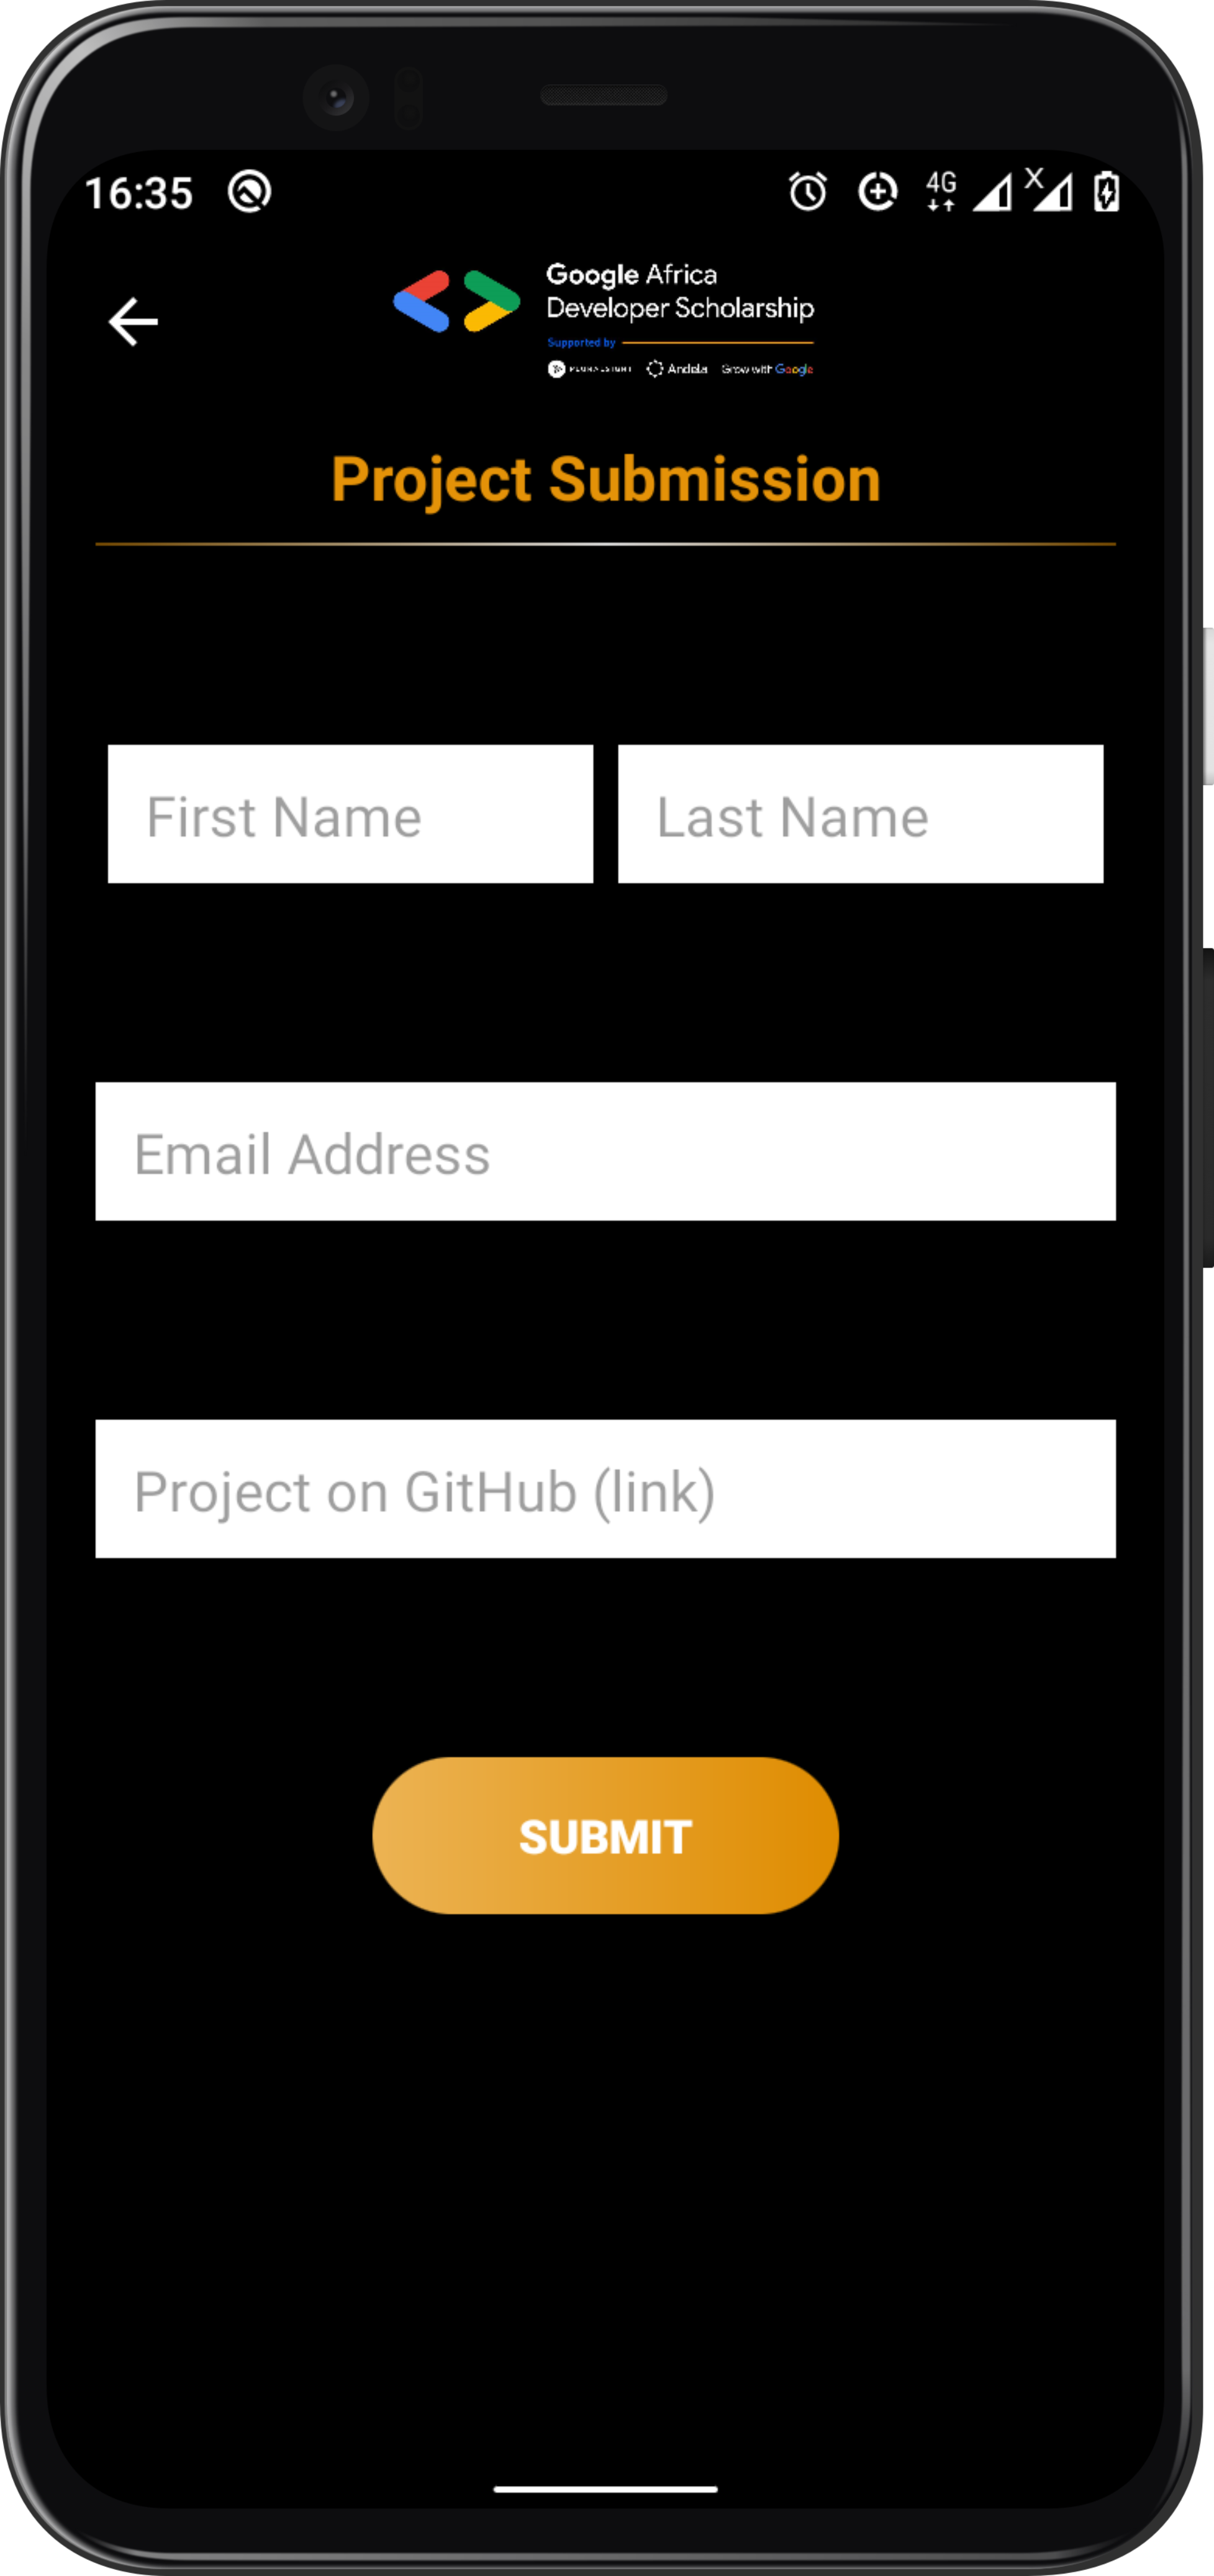 16:35
4G
X
Google Africa
Developer Scholarship
Supported by
PLURALSIGHT Andela Grow with Google
Project Submission
First Name Last Name
Email Address
Project on GitHub (link)
SUBMIT